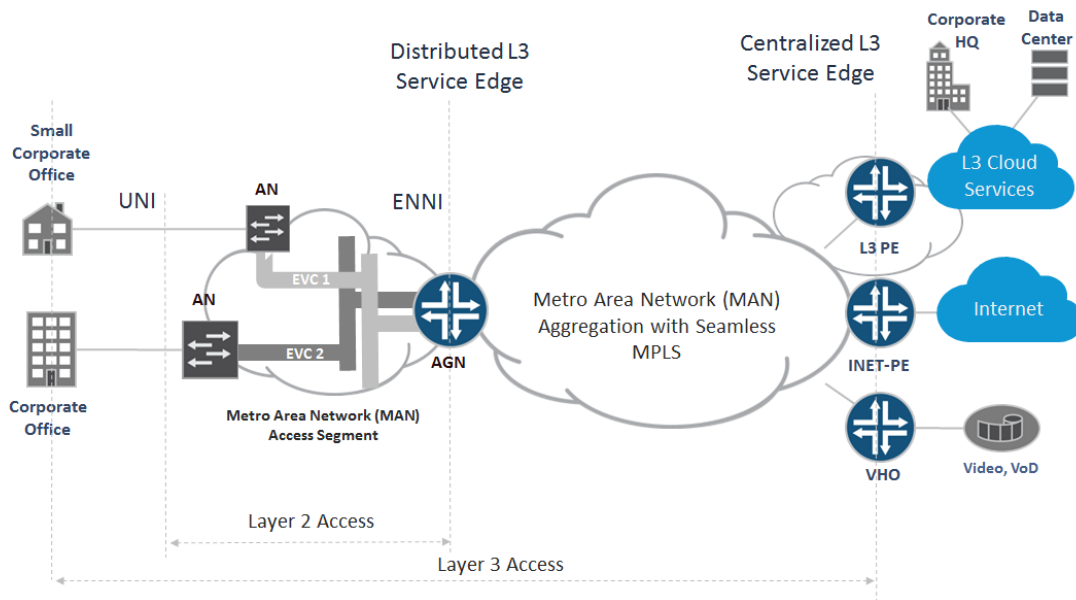 Corporate
HQ
Data
Center
Distributed L3
Service Edge
Centralized L3
Service Edge
Small
Corporate
Office
UNI
AN
ENNI
L3 Cloud
Services
L3 PE
EVC 1
AN
Metro Area Network (MAN)
Aggregation with Seamless
MPLS
Internet
EVC 2
AGN
INET-PE
Corporate
Office
Metro Area Network (MAN)
Access Segment
VHO
Video, VoD
Layer 2 Access
Layer 3 Access